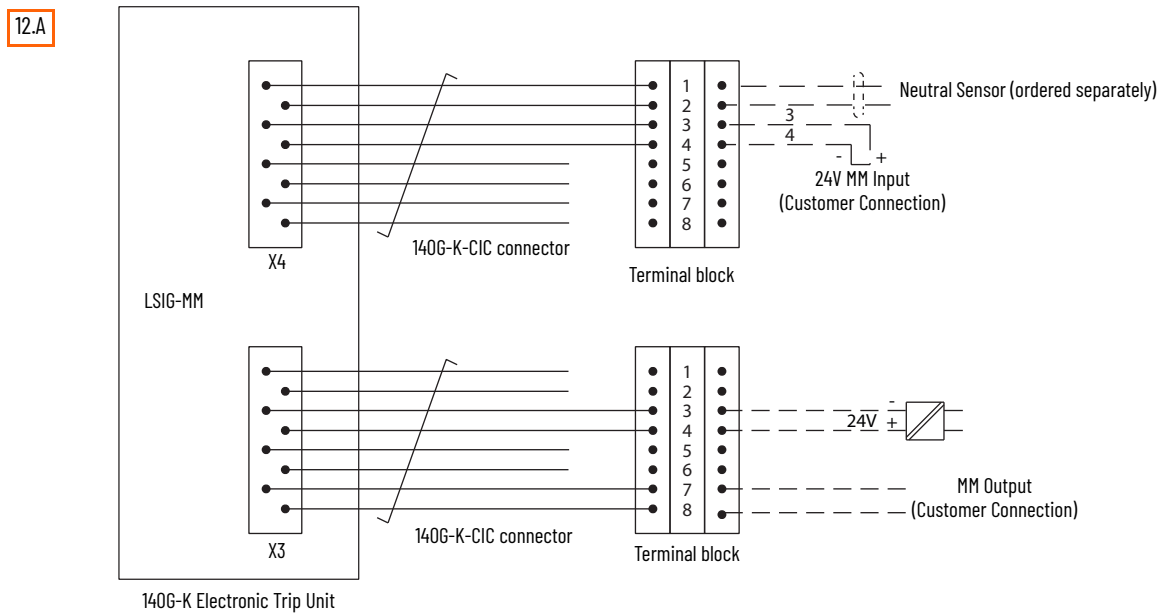 12.A
1
2
3
4
5
6
7
8
3
4
Neutral Sensor (ordered separately)
- +
24V MM Input
(Customer Connection)
140G-K-CIC connector
X4
Terminal block
LSIG-MM
1
2
3
4
5
6
7
8
-
24V +
MM Output
(Customer Connection)
140G-K-CIC connector
X3
Terminal block
140G-K Electronic Trip Unit